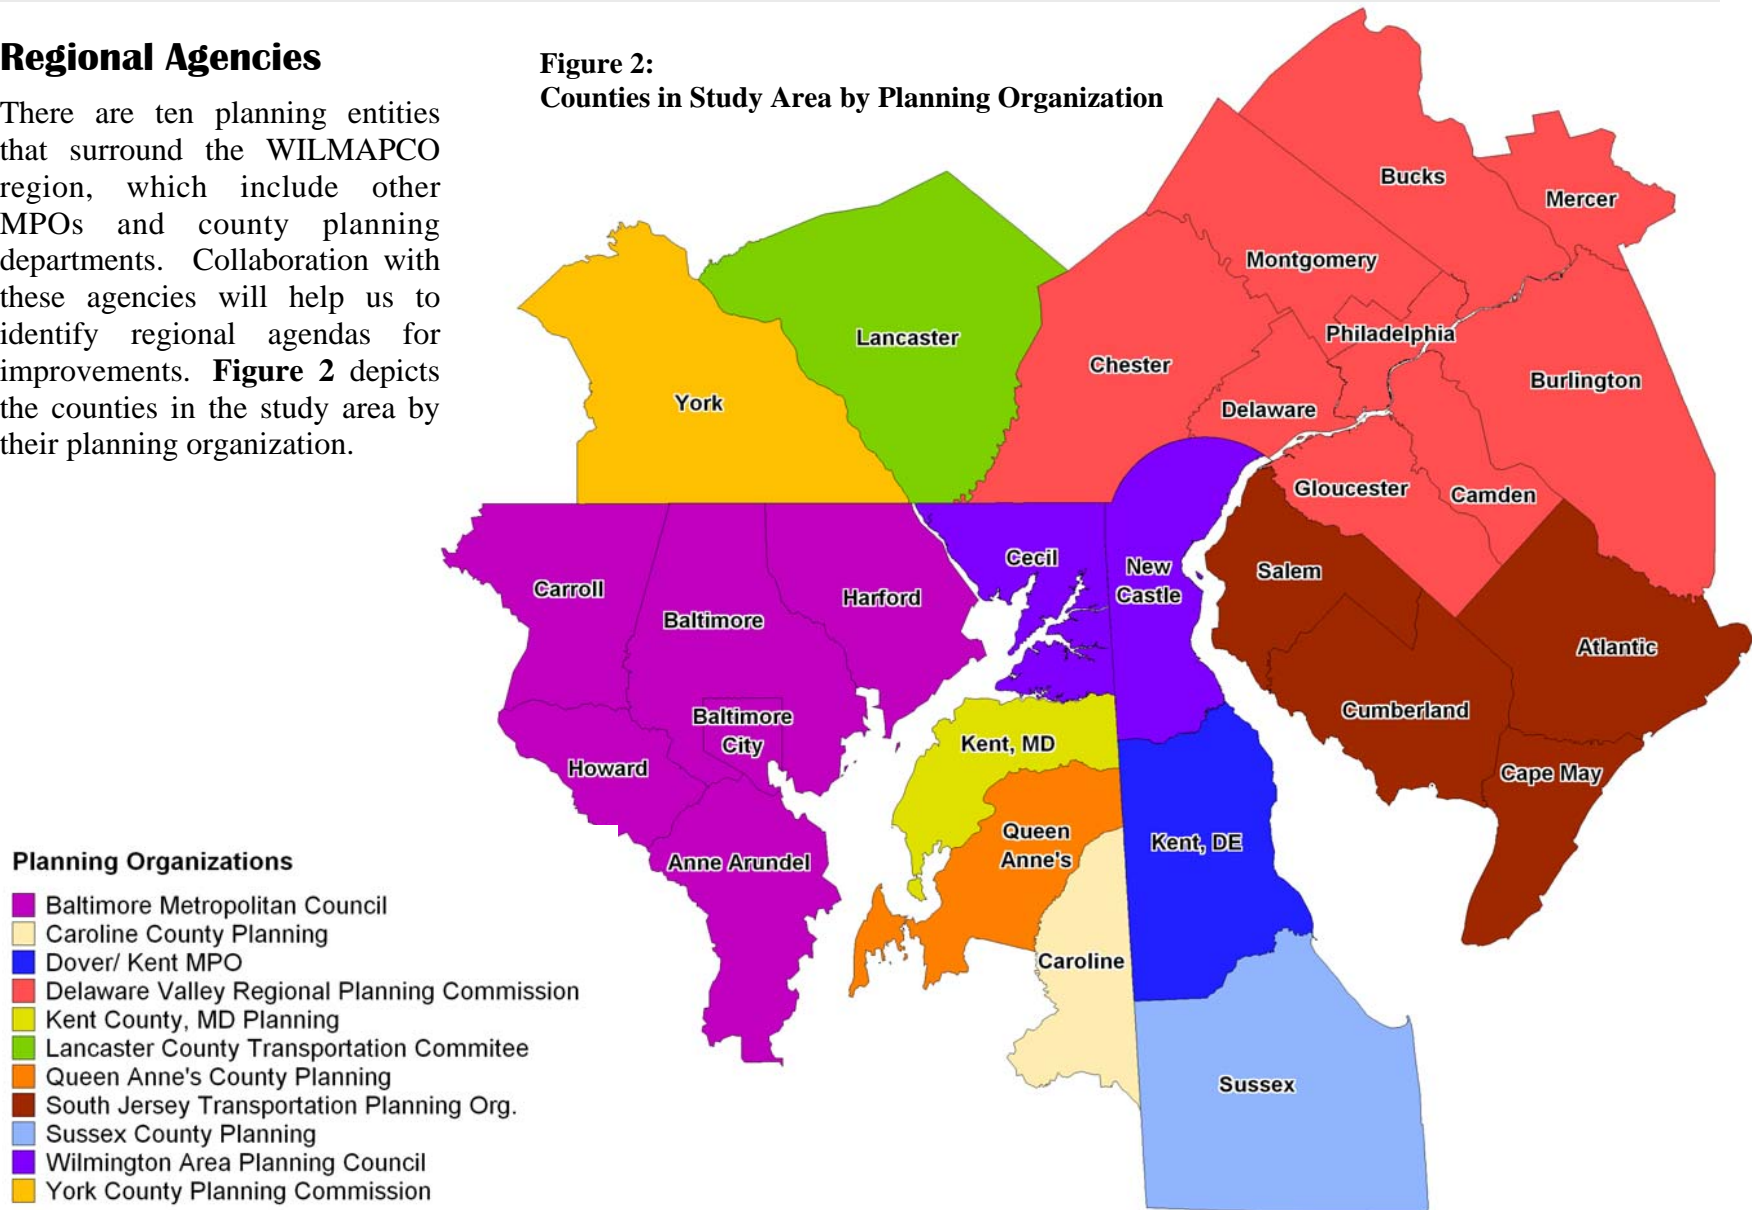 Regional Agencies
There are ten planning entities
that surround the WILMAPCO
region, which include other
MPOs and county planning
departments. Collaboration with
these agencies will help us to
identify regional agendas for
improvements. Figure 2 depicts
the counties in the study area by
their planning organization.
Figure 2:
Counties in Study Area by Planning Organization
Bucks
Mercer
Montgomery
Lancaster
Philadelphia
Chester
Burlington
York
Delaware
Gloucester
Camden
Cecil
New
Castle
Salem
Carroll
Harford
Baltimore
Atlantic
Cumberland
Baltimore
City
Kent, MD
Howard
Cape May
Queen
Anne's
Kent, DE
Anne Arundel
Caroline
Sussex
Planning Organizations
Baltimore Metropolitan Council
Caroline County Planning
Dover/ Kent MPO
Delaware Valley Regional Planning Commission
Kent County, MD Planning
Lancaster County Transportation Commitee
Queen Anne's County Planning
South Jersey Transportation Planning Org.
Sussex County Planning
Wilmington Area Planning Council
York County Planning Commission